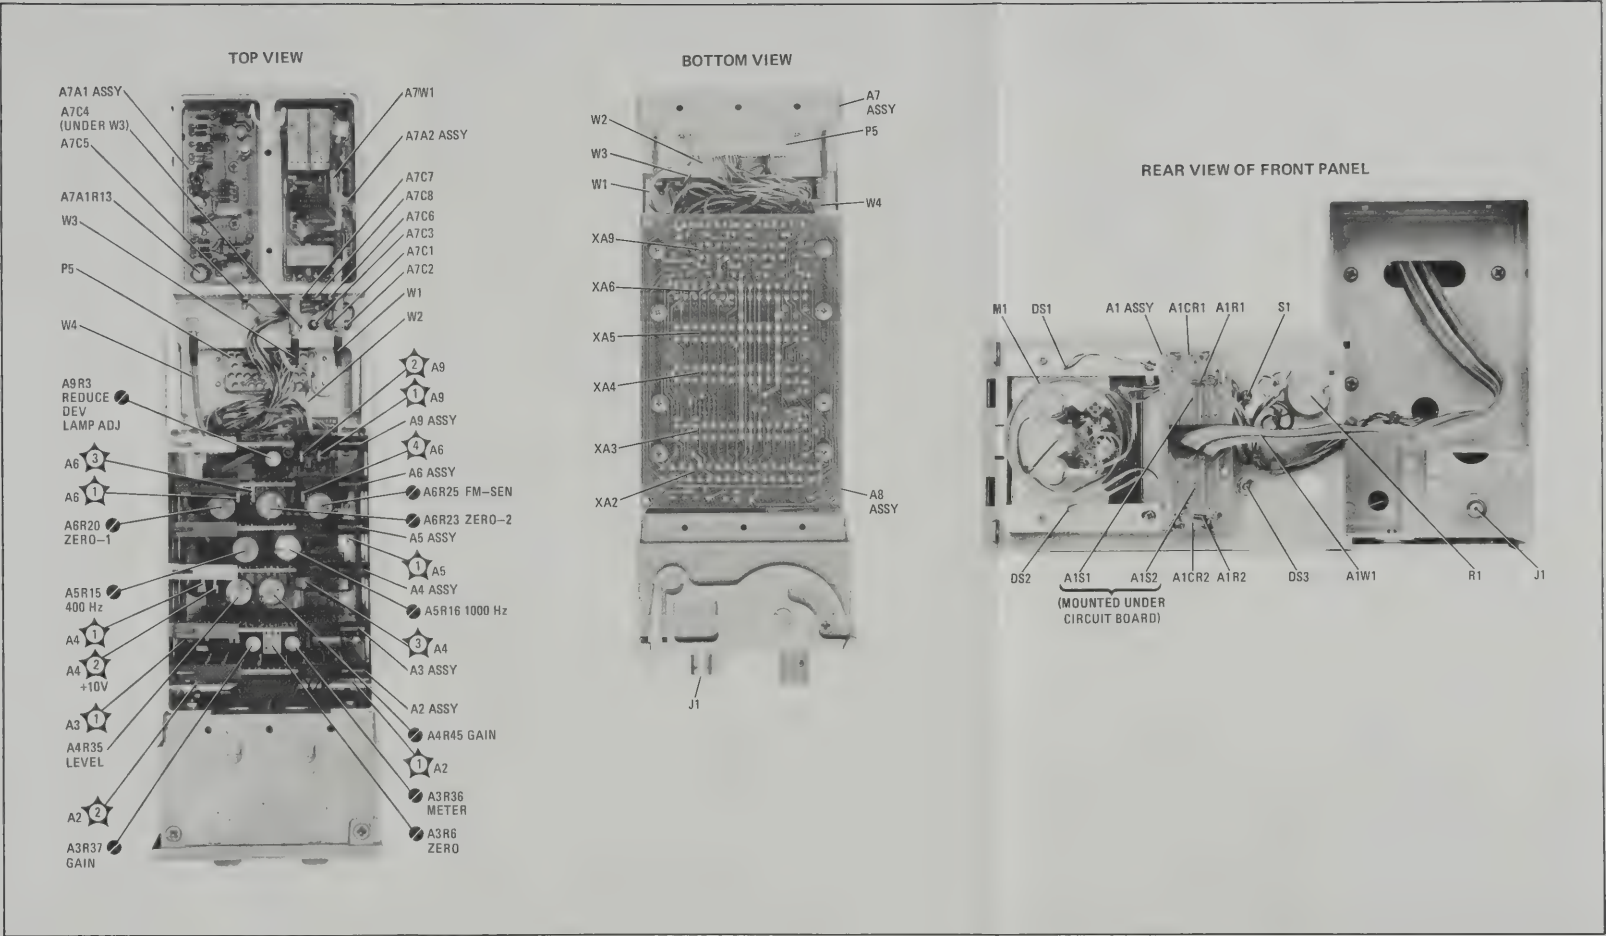 TOP VIEW
A7A1 ASSY
A7C4
(UNDER W3)
A7C5
A7A1R13
W3
P5
W4
A9R3
REDUCE
DEV
LAMP ADJ
A6 3
A6 1
A6R20
ZERO-1
A5R15
400 Hz
A4 1
A4 2
+10V
A3 1
A4R35
LEVEL
A2 2
A3R37
GAIN
A7W1
A7A2 ASSY
A7C7
A7C8
A7C6
A7C3
A7C1
A7C2
W1
W2
2 A9
1 A9
A9 ASSY
4 A6
A6 ASSY
A6R25 FM-SEN
A6R23 ZERO-2
A5 ASSY
1 A5
A4 ASSY
A5R16 1000 Hz
3 A4
A3 ASSY
A2 ASSY
A4R45 GAIN
1 A2
A3R36
METER
A3R6
ZERO
BOTTOM VIEW
W2
W3
W1
XA9
XA6
XA5
XA4
XA3
XA2
A7
ASSY
P5
W4
A8
ASSY
J1
REAR VIEW OF FRONT PANEL
M1 DS1 A1 ASSY A1CR1 A1R1 S1
DS2 A1S1 A1S2 A1CR2 A1R2 DS3 A1W1 R1 J1
(MOUNTED UNDER
CIRCUIT BOARD)